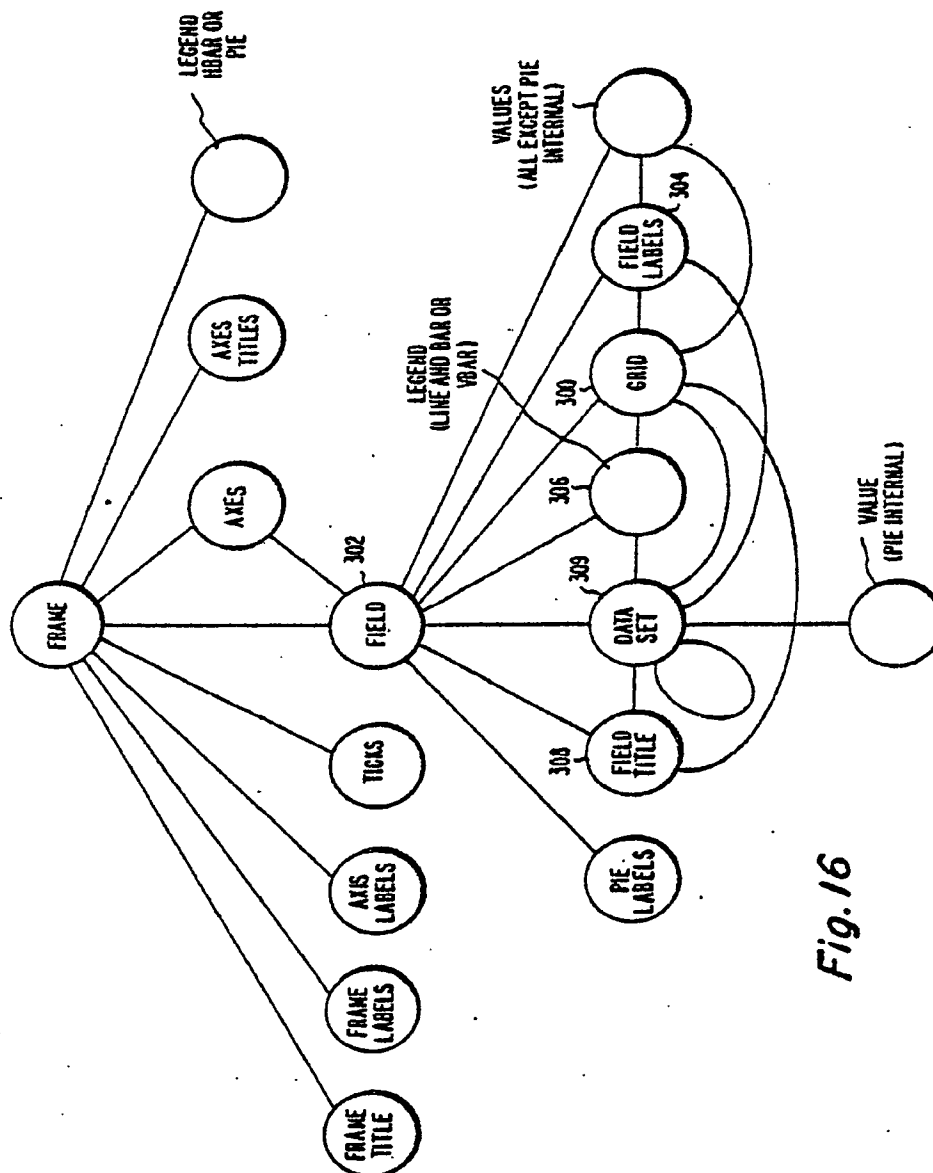 LEGEND
HBAR OR
PIE
FRAME
AXES
TITLES
AXES
TICKS
AXIS
LABELS
FRAME
LABELS
FRAME
TITLE
302
FIELD
VALUES
(ALL EXCEPT PIE
INTERNAL)
LEGEND
(LINE AND BAR OR
VBAR)
304
FIELD
LABELS
300
GRID
306
309
DATA
SET
308
FIELD
TITLE
PIE
LABELS
VALUE
(PIE INTERNAL)
Fig. 16